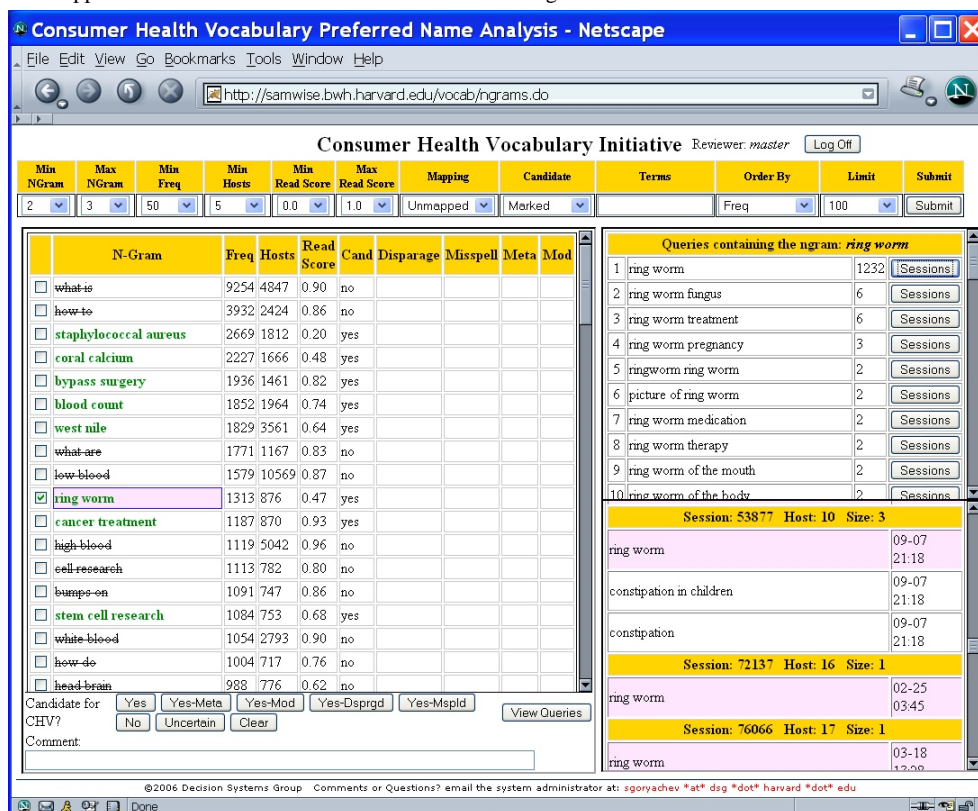 Consumer Health Vocabulary Preferred Name Analysis - Netscape
File Edit View Go Bookmarks Tools Window Help
http://samwise.bwh.harvard.edu/vocab/ngrams.do
Consumer Health Vocabulary Initiative Reviewer: master Log Off
Min NGram Max NGram Min Freq Min Hosts Min Read Score Max Read Score Mapping Candidate Terms Order By Limit Submit
2 3 50 5 0.0 1.0 Unmapped Marked Freq 100 Submit
N-Gram Freq Hosts Read Score Cand Disparage Misspell Meta Mod
what is 9254 4847 0.90 no
how to 3932 2424 0.86 no
staphylococcal aureus 2669 1812 0.20 yes
coral calcium 2227 1666 0.48 yes
bypass surgery 1936 1461 0.82 yes
blood count 1852 1964 0.74 yes
west nile 1829 3561 0.64 yes
what are 1771 1167 0.83 no
low blood 1579 10569 0.87 no
ring worm 1313 876 0.47 yes
cancer treatment 1187 870 0.93 yes
high blood 1119 5042 0.96 no
cell research 1113 782 0.80 no
bumps on 1091 747 0.86 no
stem cell research 1084 753 0.68 yes
white blood 1054 2793 0.90 no
how do 1004 717 0.76 no
head brain 988 776 0.62 no
Candidate for CHV? Yes Yes-Meta Yes-Mod Yes-Dsprgd Yes-Mspld
No Uncertain Clear View Queries
Comment:
Queries containing the ngram: ring worm
1 ring worm 1232 Sessions
2 ring worm fungus 6 Sessions
3 ring worm treatment 6 Sessions
4 ring worm pregnancy 3 Sessions
5 ringworm ring worm 2 Sessions
6 picture of ring worm 2 Sessions
7 ring worm medication 2 Sessions
8 ring worm therapy 2 Sessions
9 ring worm of the mouth 2 Sessions
10 ring worm of the body 2 Sessions
Session: 53877 Host: 10 Size: 3
ring worm 09-07 21:18
constipation in children 09-07 21:18
constipation 09-07 21:18
Session: 72137 Host: 16 Size: 1
ring worm 02-25 03:45
Session: 76066 Host: 17 Size: 1
ring worm 03-18
©2006 Decision Systems Group Comments or Questions? email the system administrator at: sgoryachev *at* dsg *dot* harvard *dot* edu
Done